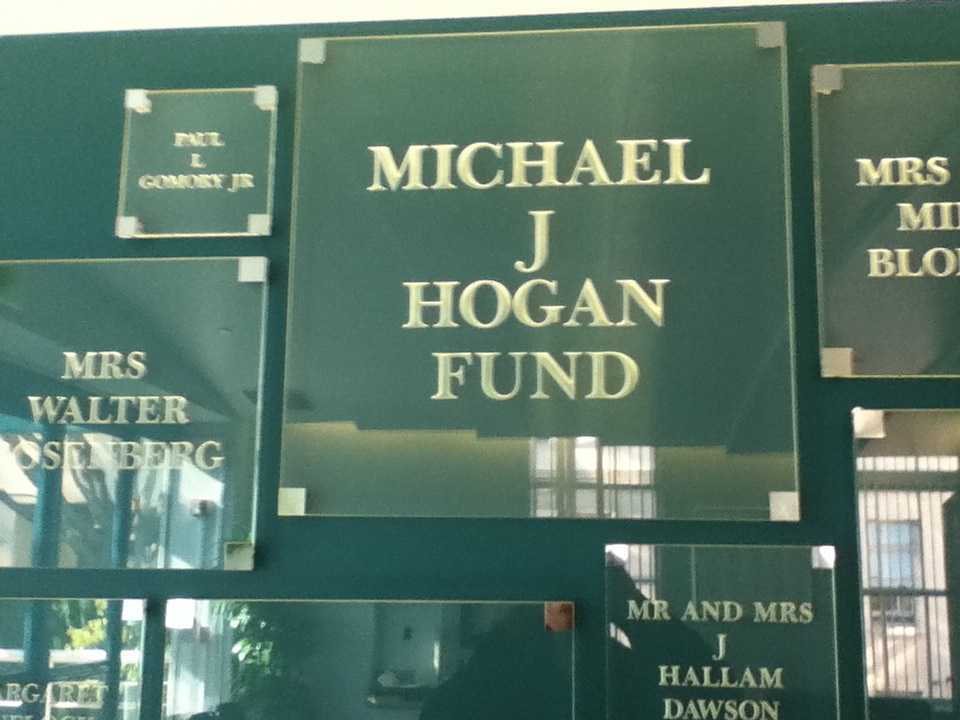 PAUL
L
GOMORY JR
MICHAEL
J
HOGAN
FUND
MRS
MRS
WALTER
MR AND MRS
J
HALLAM
DAWSON